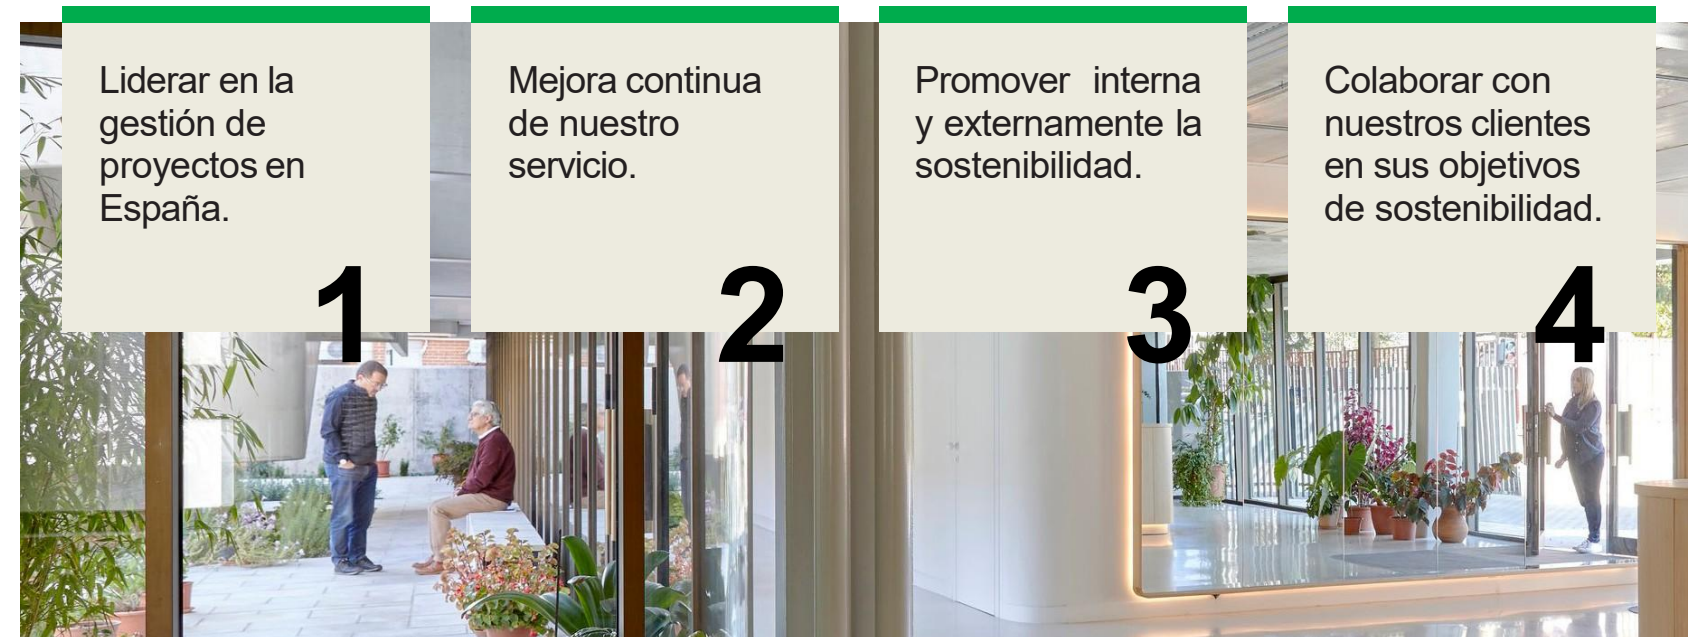 Liderar en la
gestión de
proyectos en
España.
1
Mejora continua
de nuestro
servicio.
2
Promover interna
y externamente la
sostenibilidad.
3
Colaborar con
nuestros clientes
en sus objetivos
de sostenibilidad.
4